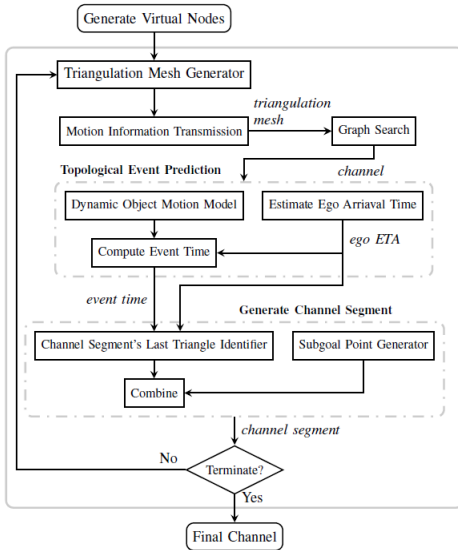 Generate Virtual Nodes
Triangulation Mesh Generator
triangulation
mesh
Motion Information Transmission
Graph Search
Topological Event Prediction
channel
Dynamic Object Motion Model
Estimate Ego Arriaval Time
Compute Event Time
ego ETA
event time
Generate Channel Segment
Channel Segment's Last Triangle Identifier
Subgoal Point Generator
Combine
channel segment
No
Terminate?
Yes
Final Channel